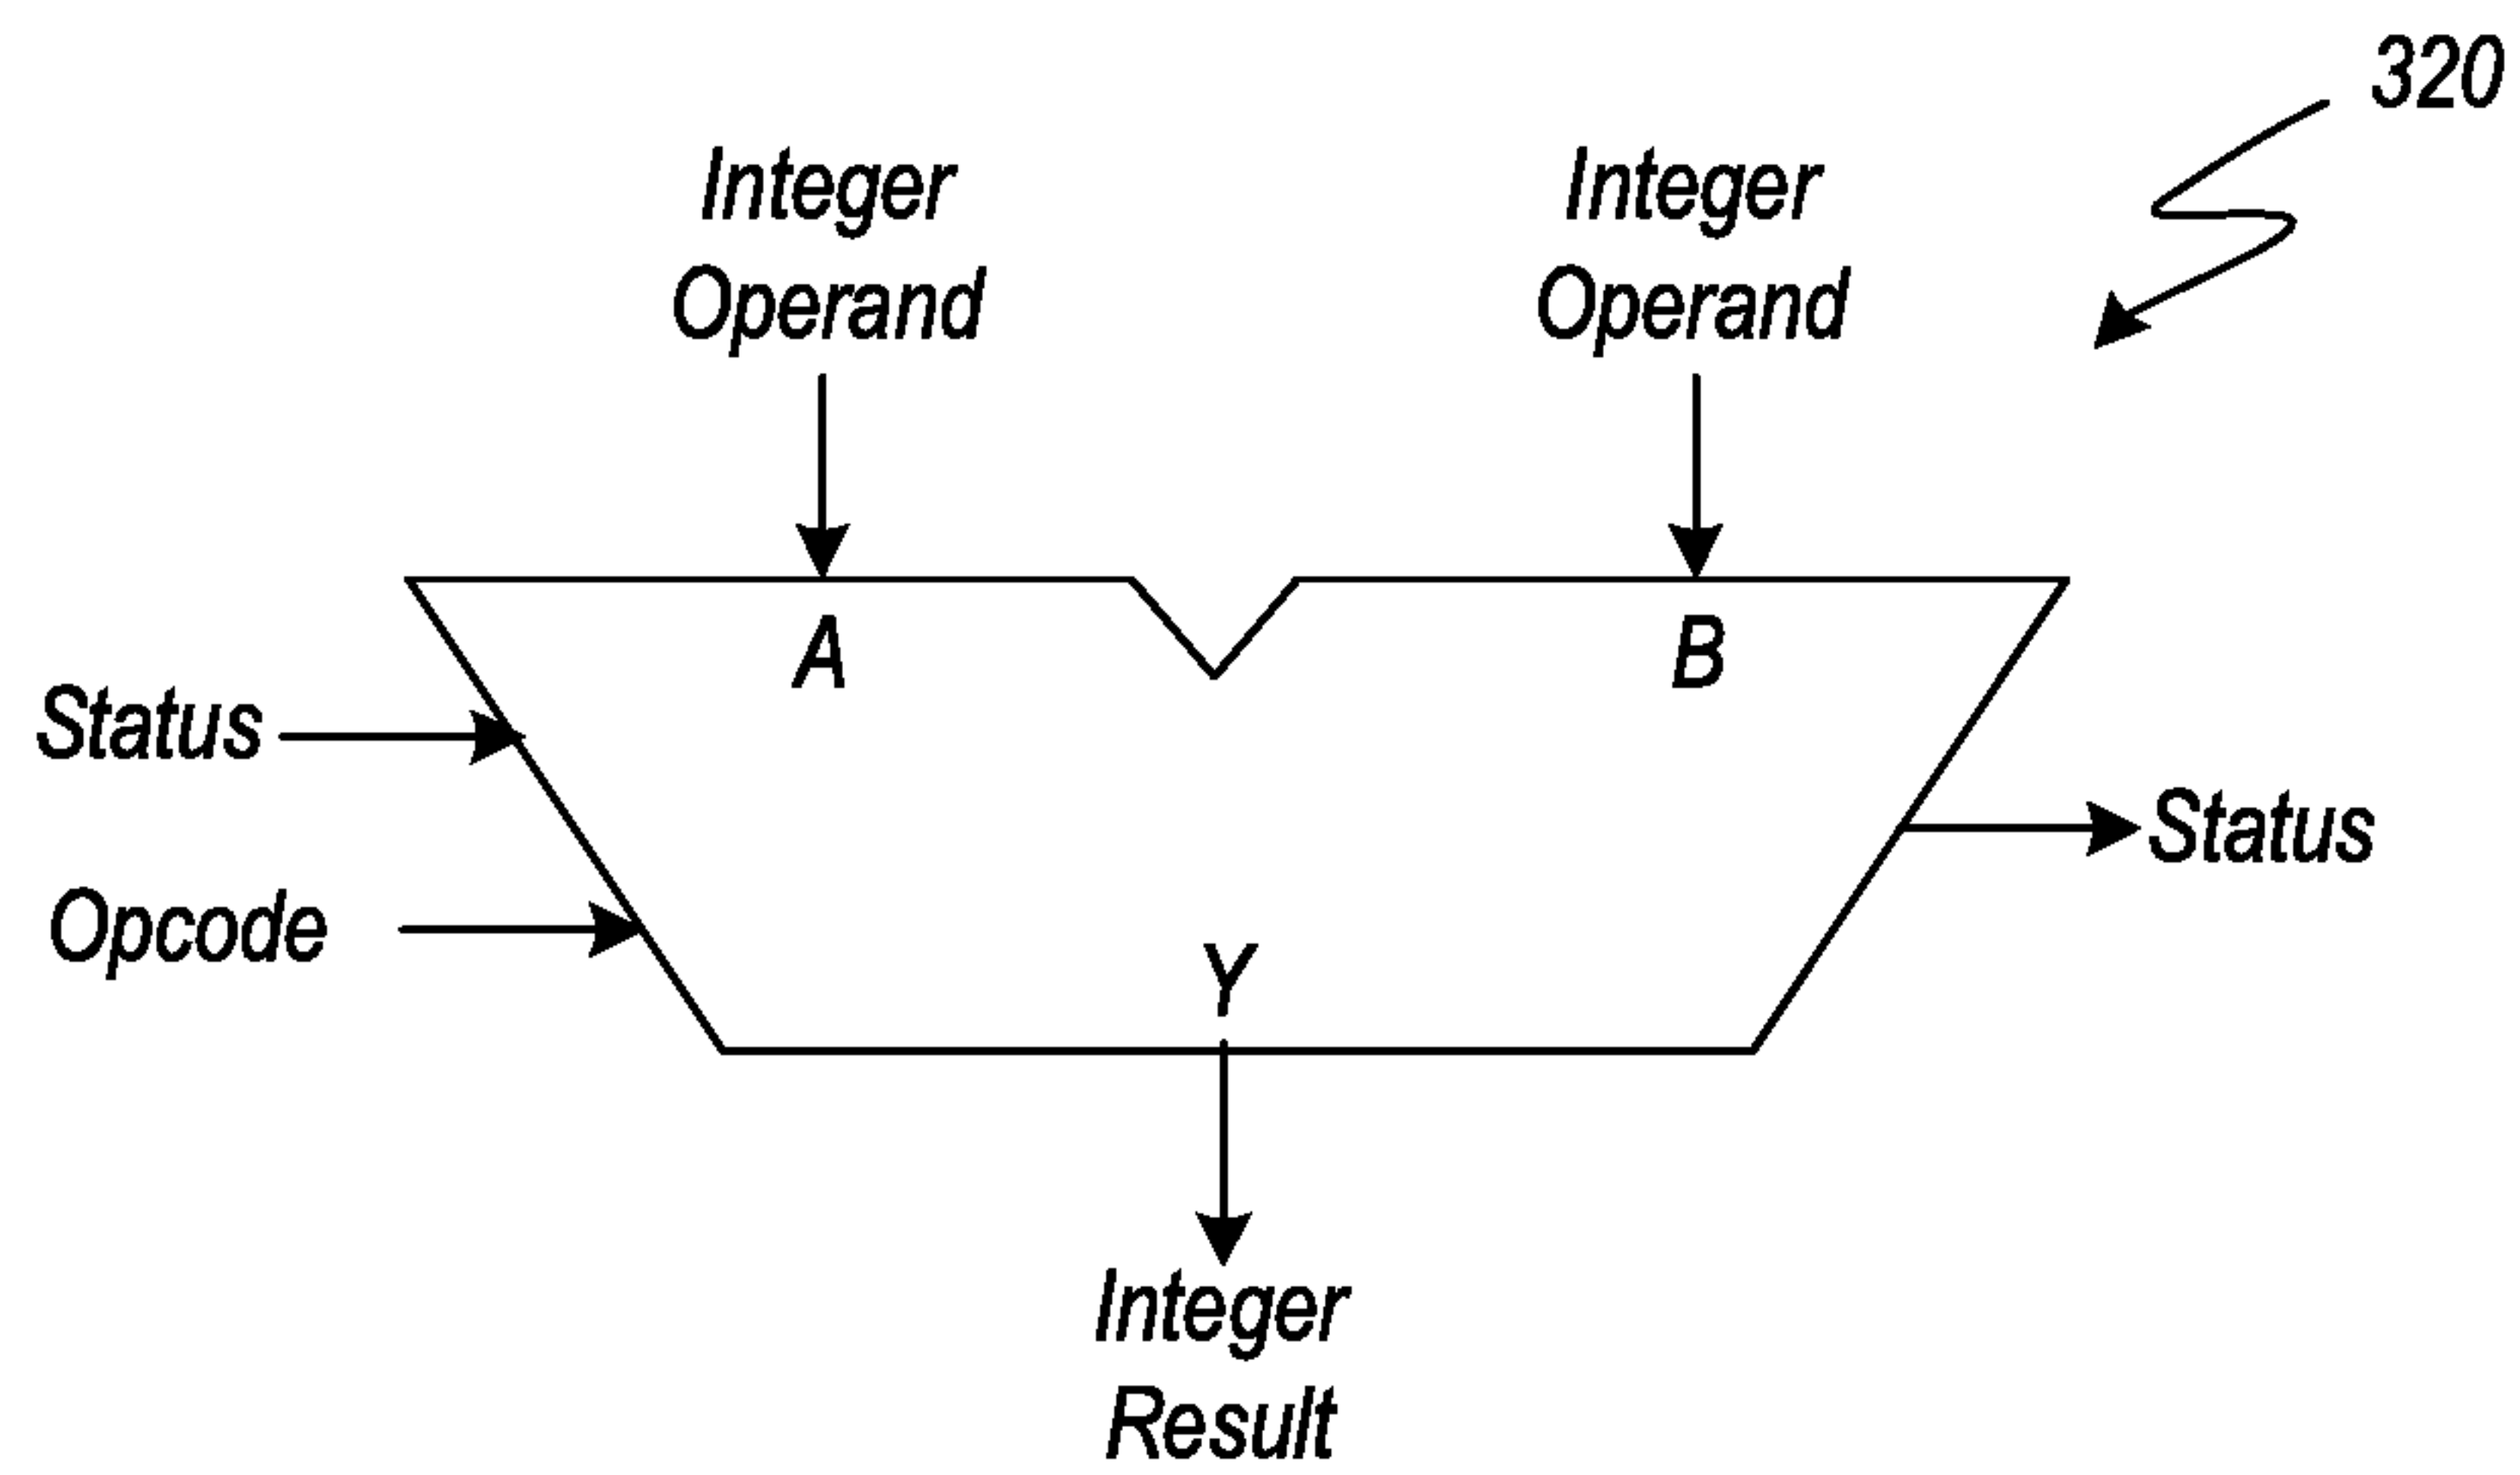 320
Integer
Operand
Integer
Operand
A
B
Status
Status
Opcode
Y
Integer
Result